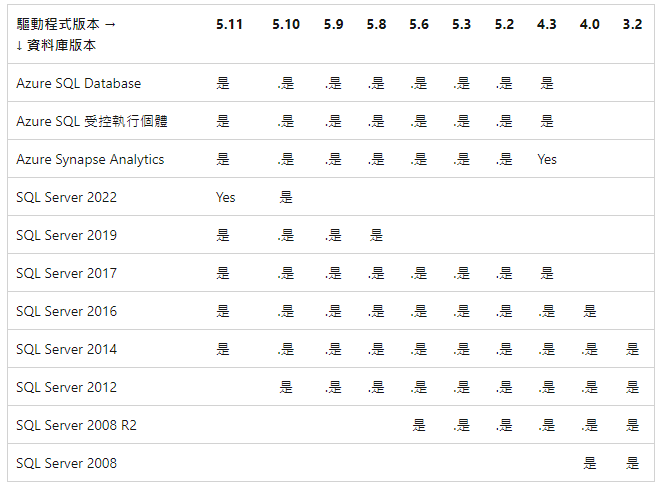 驅動程式版本 → 5.11 5.10 5.9 5.8 5.6 5.3 5.2 4.3 4.0 3.2
↓ 資料庫版本
Azure SQL Database 是 .是 .是 .是 .是 .是 .是 是
Azure SQL 受控執行個體 是 .是 .是 .是 .是 .是 .是 是
Azure Synapse Analytics 是 .是 .是 .是 .是 .是 .是 Yes
SQL Server 2022 Yes 是
SQL Server 2019 是 .是 .是 是
SQL Server 2017 是 .是 .是 .是 .是 .是 .是 是
SQL Server 2016 是 .是 .是 .是 .是 .是 .是 .是 是
SQL Server 2014 是 .是 .是 .是 .是 .是 .是 .是 .是 是
SQL Server 2012 是 .是 .是 .是 .是 .是 .是 .是 是
SQL Server 2008 R2 是 .是 .是 .是 .是 是
SQL Server 2008 是 是